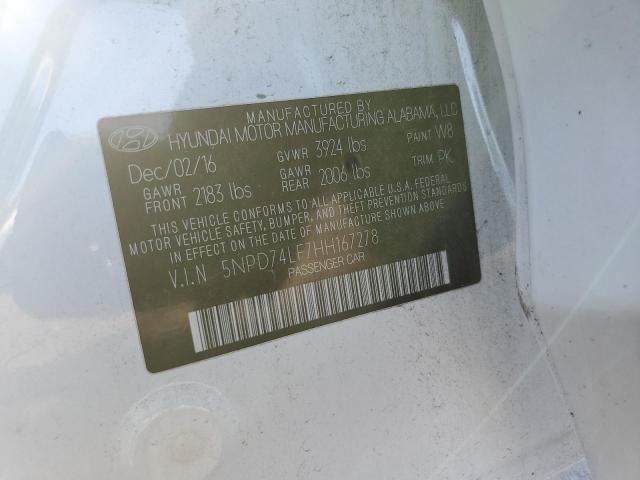 MANUFACTURED BY
HYUNDAI MOTOR MANUFACTURING ALABAMA, LLC
Dec/02/16 GVWR 3924 lbs PAINT W8
GAWR FRONT 2183 lbs GAWR REAR 2006 lbs TRIM PK
THIS VEHICLE CONFORMS TO ALL APPLICABLE U.S.A. FEDERAL
MOTOR VEHICLE SAFETY, BUMPER, AND THEFT PREVENTION
STANDARDS IN EFFECT ON THE DATE OF MANUFACTURE SHOWN ABOVE.
V.I.N 5NPD74LF7HH167278
PASSENGER CAR